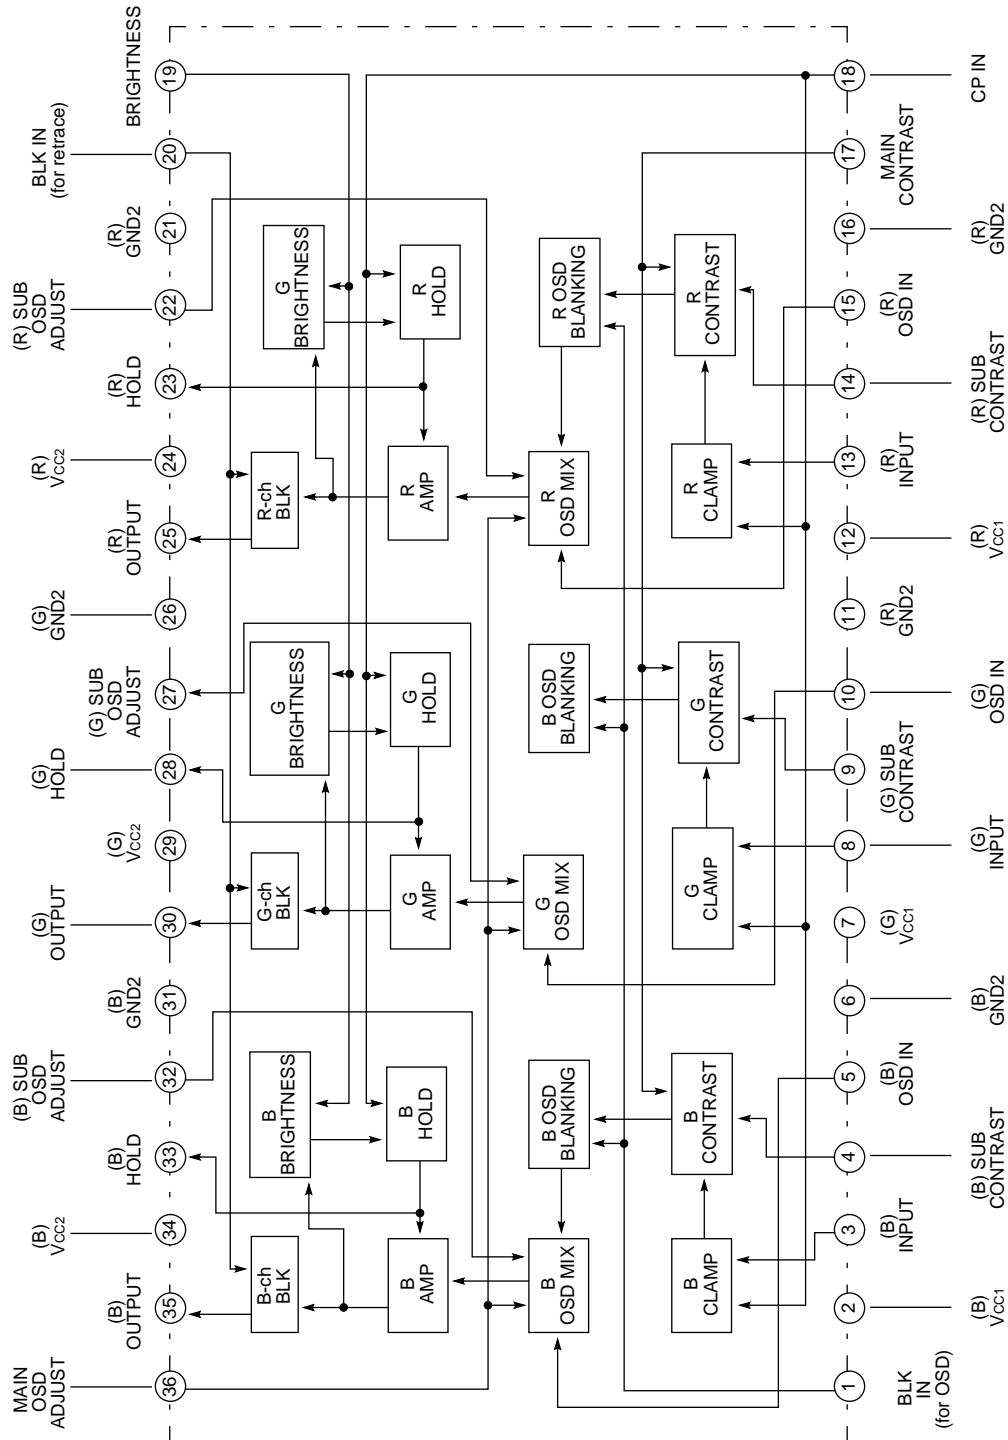 BRIGHTNESS
19
BLK IN
(for retrace)
20
(R)
GND2
21
(R) SUB
OSD
ADJUST
22
(R)
HOLD
23
(R)
VCC2
24
(R)
OUTPUT
25
(G)
GND2
26
(G) SUB
OSD
ADJUST
27
(G)
HOLD
28
(G)
VCC2
29
(G)
OUTPUT
30
(B)
GND2
31
(B) SUB
OSD
ADJUST
32
(B)
HOLD
33
(B)
VCC2
34
(B)
OUTPUT
35
MAIN
OSD
ADJUST
36
G
BRIGHTNESS
R
HOLD
R-ch
BLK
R
AMP
R
OSD MIX
R OSD
BLANKING
R
CONTRAST
R
CLAMP
G
BRIGHTNESS
G
HOLD
G-ch
BLK
G
AMP
G
OSD MIX
B OSD
BLANKING
G
CONTRAST
G
CLAMP
B
BRIGHTNESS
B
HOLD
B-ch
BLK
B
AMP
B
OSD MIX
B OSD
BLANKING
B
CONTRAST
B
CLAMP
18
CP IN
17
MAIN
CONTRAST
16
(R)
GND2
15
(R)
OSD IN
14
(R) SUB
CONTRAST
13
(R)
INPUT
12
(R)
VCC1
11
(R)
GND2
10
(G)
OSD IN
9
(G) SUB
CONTRAST
8
(G)
INPUT
7
(G)
VCC1
6
(B)
GND2
5
(B)
OSD IN
4
(B) SUB
CONTRAST
3
(B)
INPUT
2
(B)
VCC1
1
BLK
IN
(for OSD)